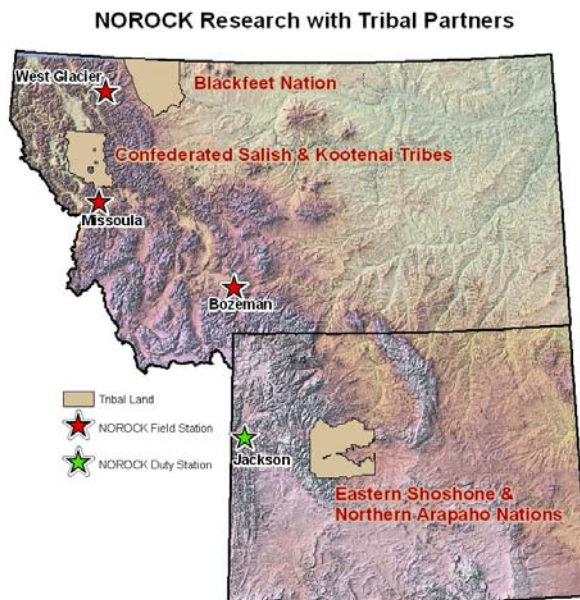 NOROCK Research with Tribal Partners
West Glacier
Blackfeet Nation
Confederated Salish & Kootenai Tribes
Missoula
Bozeman
Tribal Land
NOROCK Field Station
NOROCK Duty Station
Jackson
Eastern Shoshone &
Northern Arapaho Nations